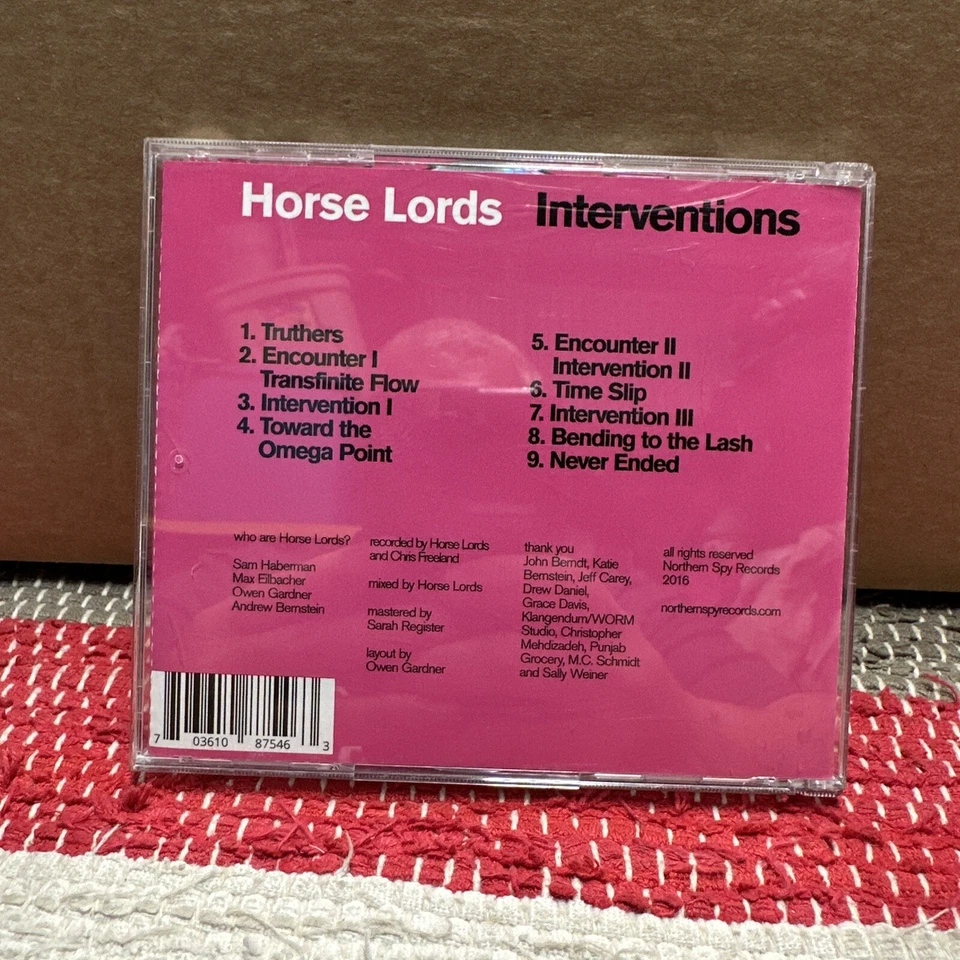 Horse Lords Interventions
1. Truthers
2. Encounter I
Transfinite Flow
3. Intervention I
4. Toward the
Omega Point
5. Encounter II
Intervention II
6. Time Slip
7. Intervention III
8. Bending to the Lash
9. Never Ended
who are Horse Lords?
Sam Haberman
Max Eilbacher
Owen Gardner
Andrew Bernstein
recorded by Horse Lords
and Chris Freeland
mixed by Horse Lords
mastered by
Sarah Register
layout by
Owen Gardner
thank you
John Berndt, Katie
Bernstein, Jeff Carey,
Drew Daniel,
Grace Davis,
Klangendum/WORM
Studio, Christopher
Mehdizadeh, Punjab
Grocery, M.C. Schmidt
and Sally Weiner
all rights reserved
Northern Spy Records
2016
northernspyrecords.com
7 03610 87546 3